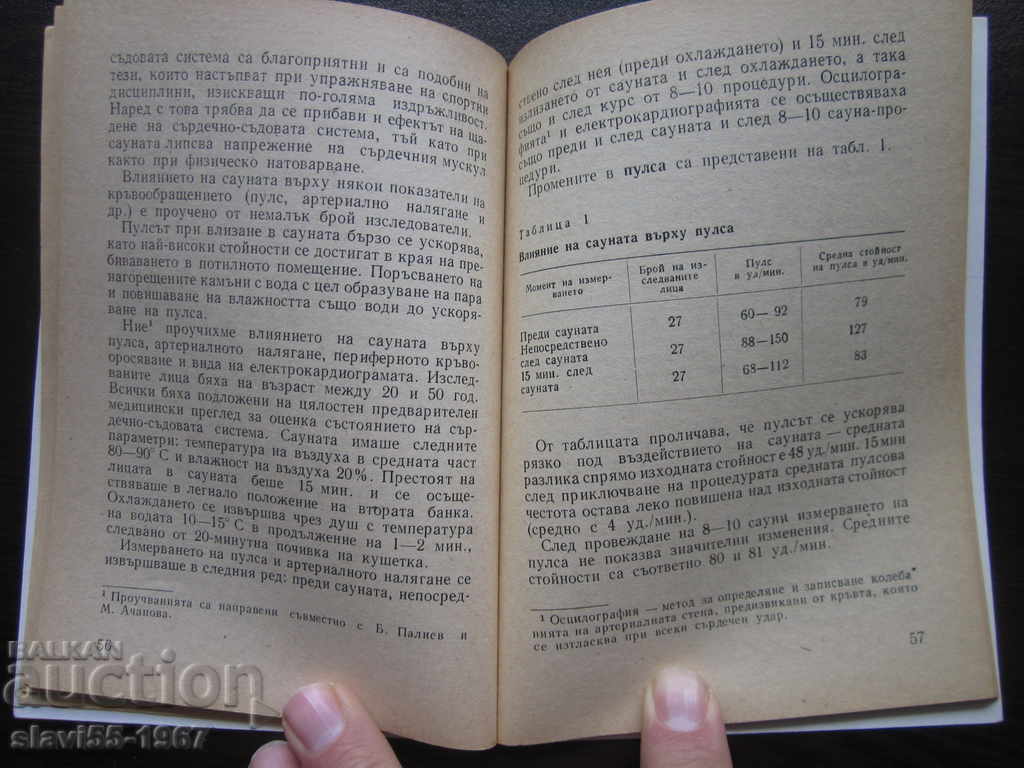 съдовата система са благоприятни и са подобни на
тези, които настъпват при упражняване на спортни
дисциплини, изискващи по-голяма издръжливост.
Наред с това трябва да се прибави и ефектът на ща-
дене на сърдечно-съдовата система, тъй като при
сауната липсва напрежение на сърдечния мускул
както при физическо натоварване.
Влиянието на сауната върху някои показатели на
кръвообращението (пулс, артериално налягане и
др.) е проучено от немалък брой изследователи.
Пулсът при влизане в сауната бързо се ускорява,
като най-високи стойности се достигат в края на пре-
биваването в потилното помещение. Поръсването на
нагорещените камъни с вода с цел образуване на пара
и повишаване на влажността също води до ускоря-
ване на пулса.
Ние¹ проучихме влиянието на сауната върху
пулса, артериалното налягане, периферното кръво-
оросяване и вида на електрокардиограмата. Изслед-
ваните лица бяха на възраст между 20 и 50 год.
Всички бяха подложени на цялостен предварителен
медицински преглед за оценка състоянието на сър-
дечно-съдовата система. Сауната имаше следните
параметри: температура на въздуха в средната част
80—90° С и влажност на въздуха 20%. Престоят на
лицата в сауната беше 15 мин. и се осъще-
ствяваше в легнало положение на втората банка.
Охлаждането се извършва чрез душ с температура
на водата 10—15° С в продължение на 1—2 мин.,
следвано от 20-минутна почивка на кушетка.
Измерването на пулса и артериалното налягане се
извършваше в следния ред: преди сауната, непосред-
¹ Проучванията са направени съвместно с Б. Палиев и
М. Ачанова.
56
ствено след нея (преди охлаждането) и 15 мин. след
излизането от сауната и след охлаждането, а така
също и след курс от 8—10 процедури. Осцилогра-
фията¹ и електрокардиографията се осъществяваха
също преди и след сауната и след 8—10 сауна-про-
цедури.
Промените в пулса са представени на табл. 1.
Таблица 1
Влияние на сауната върху пулса
Момент на измер-
ването
Брой на из-
следваните
лица
Пулс
в уд/мин.
Средна стойност
на пулса в уд/мин.
Преди сауната 27 60— 92 79
Непосредствено
след сауната 27 88—150 127
15 мин. след
сауната 27 68—112 83
От таблицата проличава, че пулсът се ускорява
рязко под въздействието на сауната — средната
разлика спрямо изходната стойност е 48 уд./мин. 15 мин
след приключване на процедурата средната пулсова
честота остава леко повишена над изходната стойност
(средно с 4 уд./мин.).
След провеждане на 8—10 сауни измерването на
пулса не показва значителни изменения. Средните
стойности са съответно 80 и 81 уд./мин.
¹ Осцилография — метод за определяне и записване колеба-
нията на артериалната стена, предизвикани от кръвта, която
се изтласква при всеки сърдечен удар.
57
BALKAN
auction
slavi55-1967